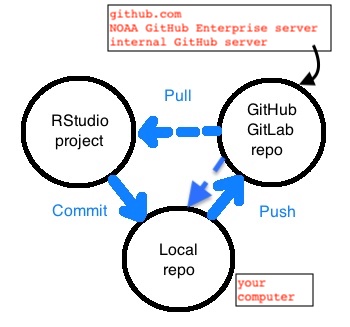 github.com
NOAA GitHub Enterprise server
internal GitHub server
Pull
RStudio
project
GitHub
GitLab
repo
Commit
Push
Local
repo
your
computer